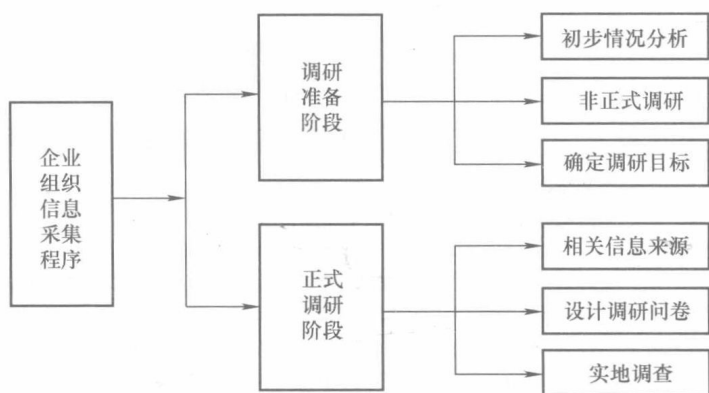 企业
组织
信息
采集
程序
调研
准备
阶段
初步情况分析
非正式调研
确定调研目标
正式
调研
阶段
相关信息来源
设计调研问卷
实地调查